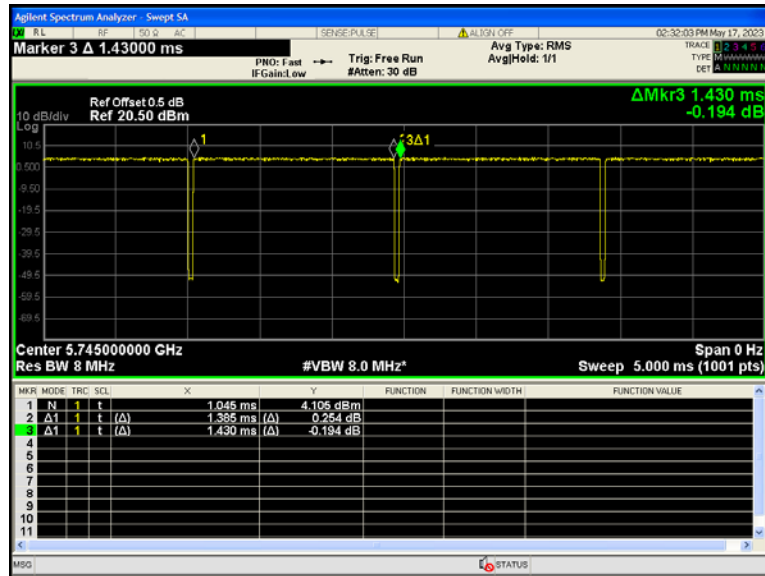 Agilent Spectrum Analyzer - Swept SA
RL RF 50 Ω AC SENSE:PULSE ALIGN OFF 02:32:03 PM May 17, 2023
Marker 3 Δ 1.43000 ms
PNO: Fast Trig: Free Run Avg Type: RMS TRACE 1 2 3 4 5 6
IFGain:Low #Atten: 30 dB Avg|Hold: 1/1 TYPE M
DET A N N N N N
ΔMkr3 1.430 ms
-0.194 dB
Ref Offset 0.5 dB
10 dB/div Ref 20.50 dBm
Log
1 3Δ1
10.5
0.500
-9.50
-19.5
-29.5
-39.5
-49.5
-59.5
-69.5
Center 5.745000000 GHz Span 0 Hz
Res BW 8 MHz #VBW 8.0 MHz* Sweep 5.000 ms (1001 pts)
MKR MODE TRC SCL X Y FUNCTION FUNCTION WIDTH FUNCTION VALUE
1 N 1 t 1.045 ms 4.105 dBm
2 Δ1 1 t (Δ) 1.385 ms (Δ) 0.254 dB
3 Δ1 1 t (Δ) 1.430 ms (Δ) -0.194 dB
4
5
6
7
8
9
10
11
MSG STATUS